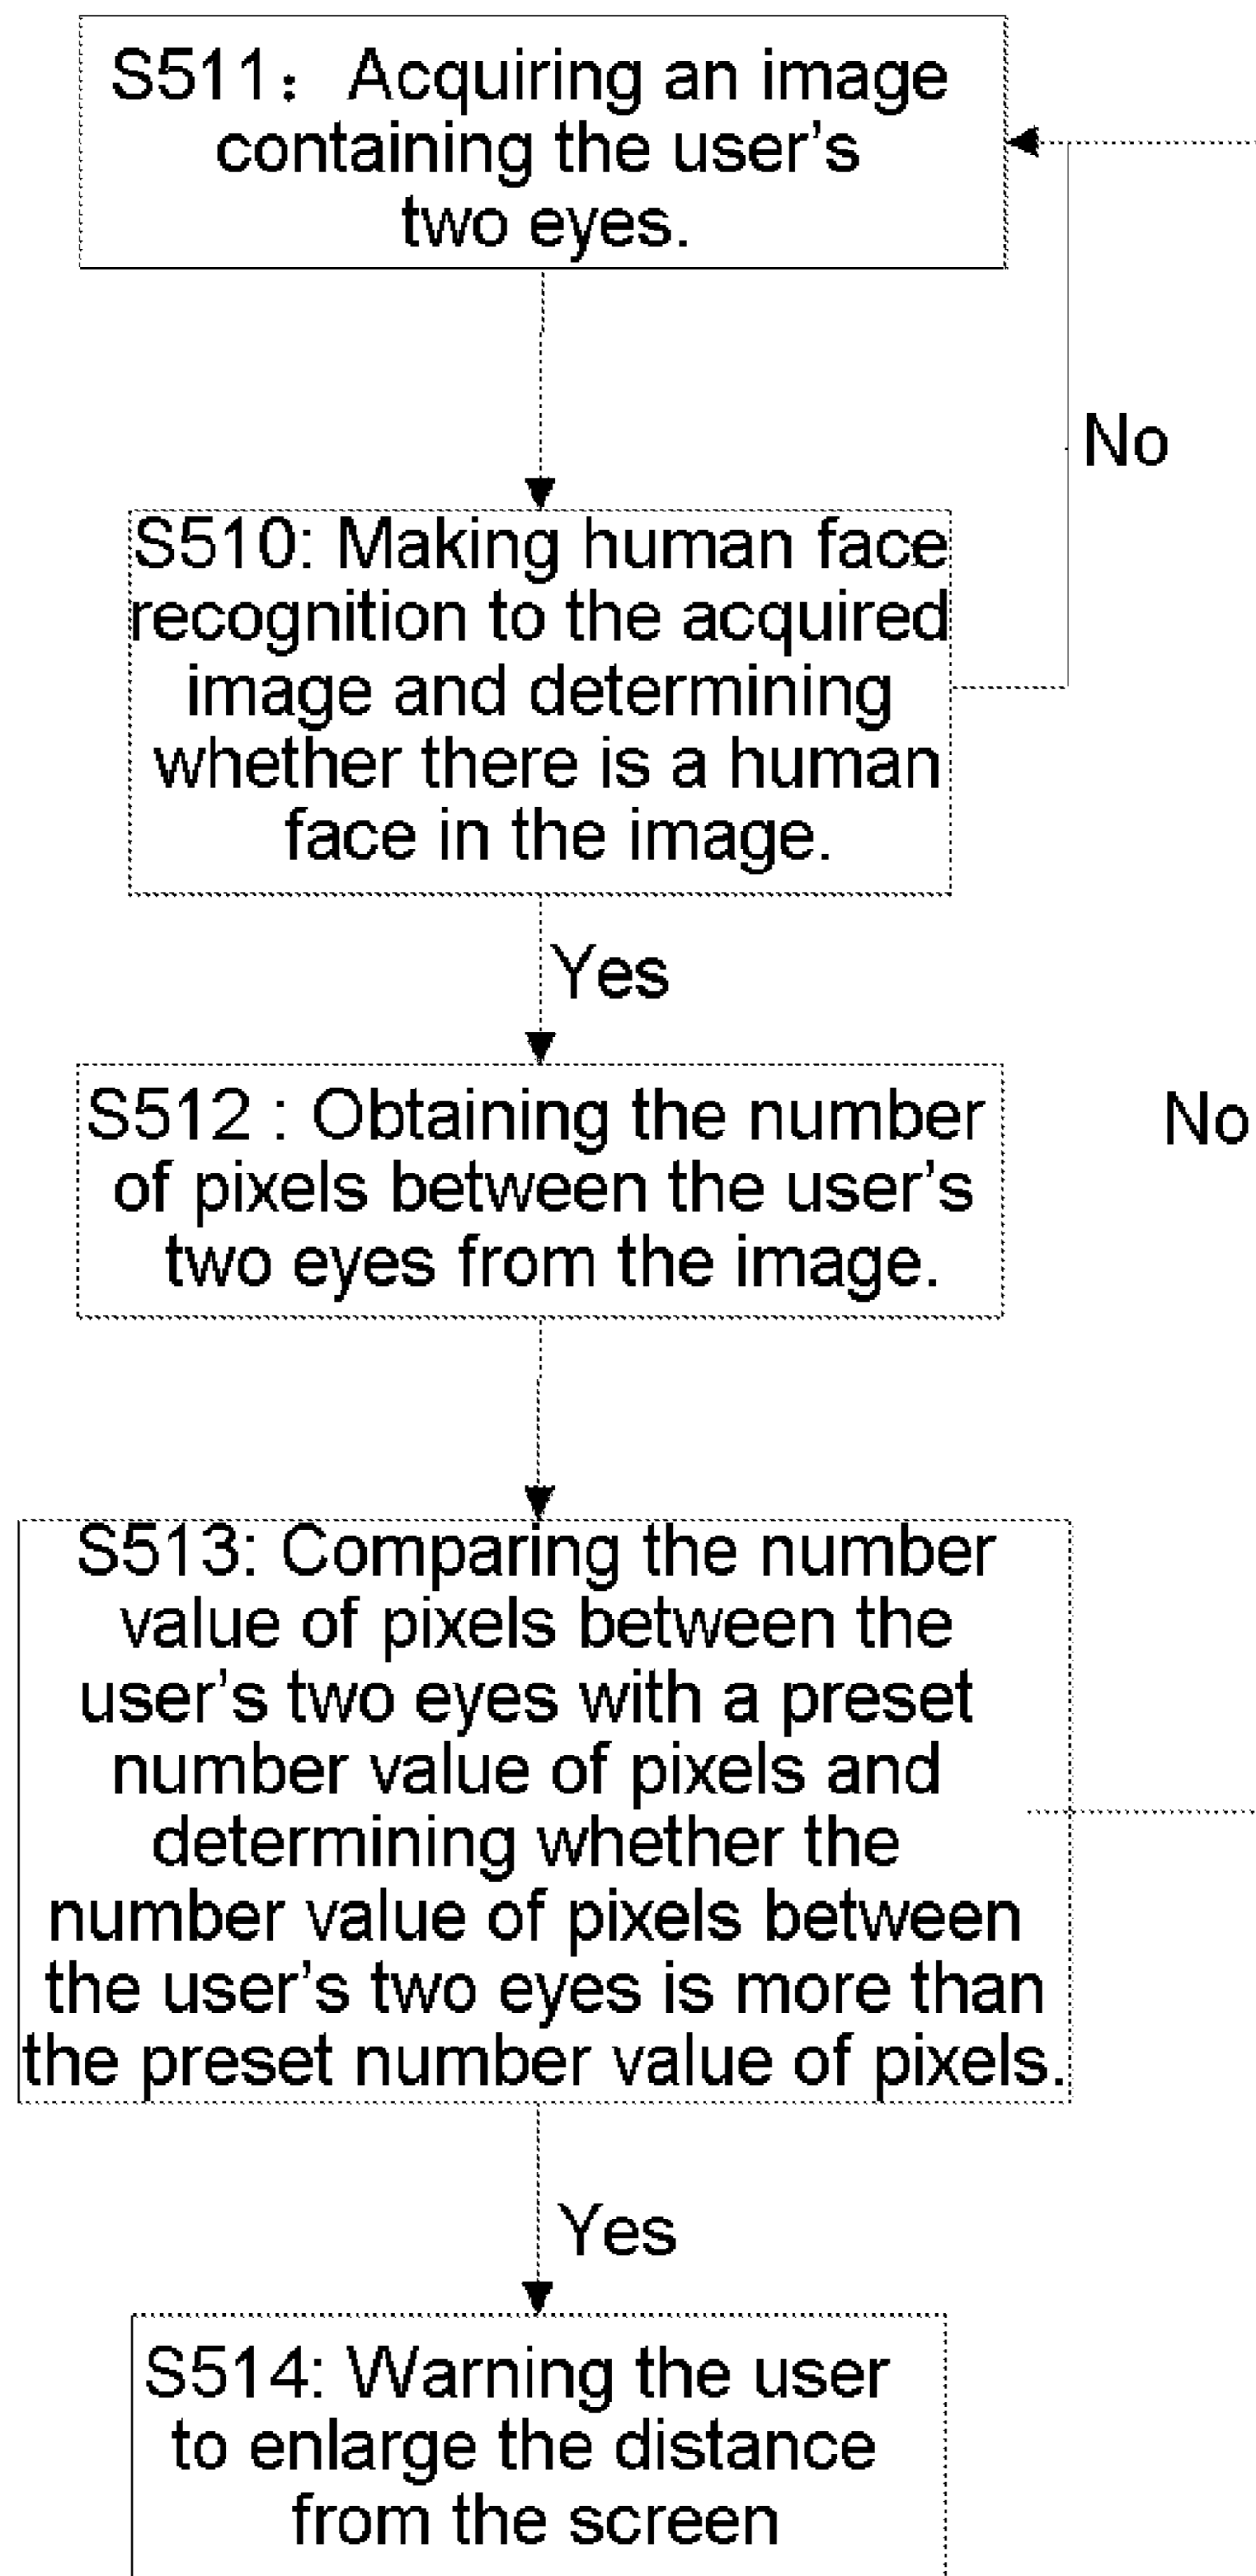 S511： Acquiring an image
containing the user’s
two eyes.
No
S510: Making human face
recognition to the acquired
image and determining
whether there is a human
face in the image.
Yes
S512 : Obtaining the number
of pixels between the user’s
two eyes from the image.
No
S513: Comparing the number
value of pixels between the
user’s two eyes with a preset
number value of pixels and
determining whether the
number value of pixels between
the user’s two eyes is more than
the preset number value of pixels.
Yes
S514: Warning the user
to enlarge the distance
from the screen